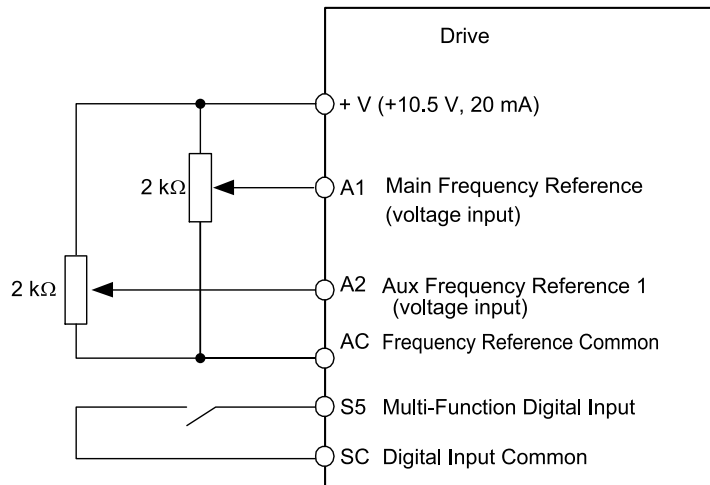 Drive
+ V (+10.5 V, 20 mA)
2 kΩ
A1 Main Frequency Reference
(voltage input)
2 kΩ
A2 Aux Frequency Reference 1
(voltage input)
AC Frequency Reference Common
S5 Multi-Function Digital Input
SC Digital Input Common